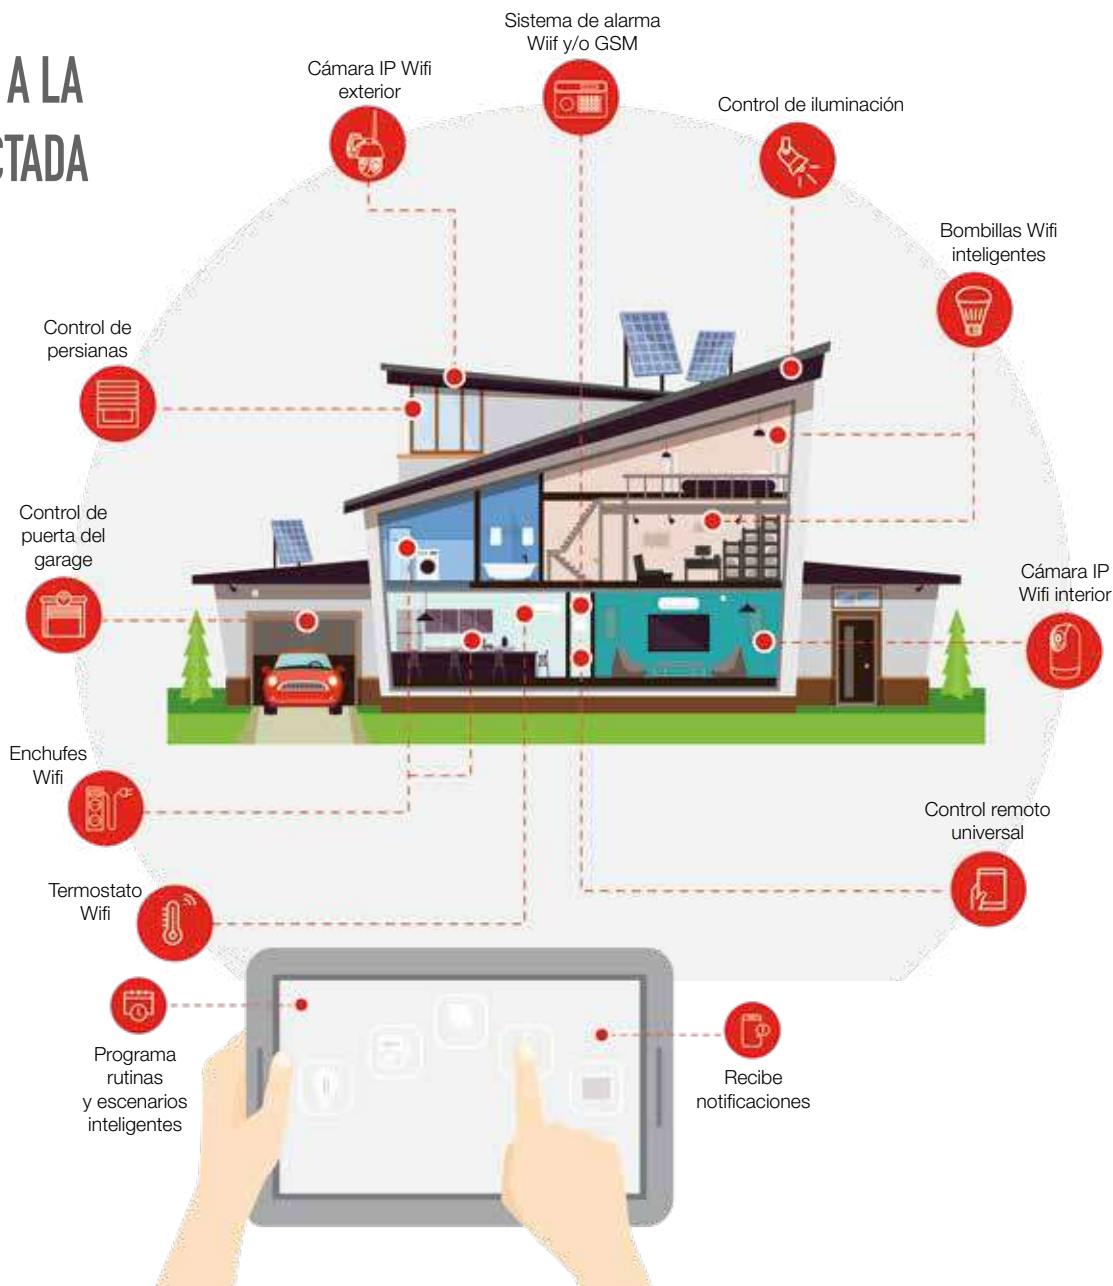 A LA
CTADA
Sistema de alarma
Wiif y/o GSM
Cámara IP Wifi
exterior
Control de iluminación
Bombillas Wifi
inteligentes
Control de
persianas
Control de
puerta del
garage
Cámara IP
Wifi interior
Enchufes
Wifi
Control remoto
universal
Termostato
Wifi
Programa
rutinas
y escenarios
inteligentes
Recibe
notificaciones